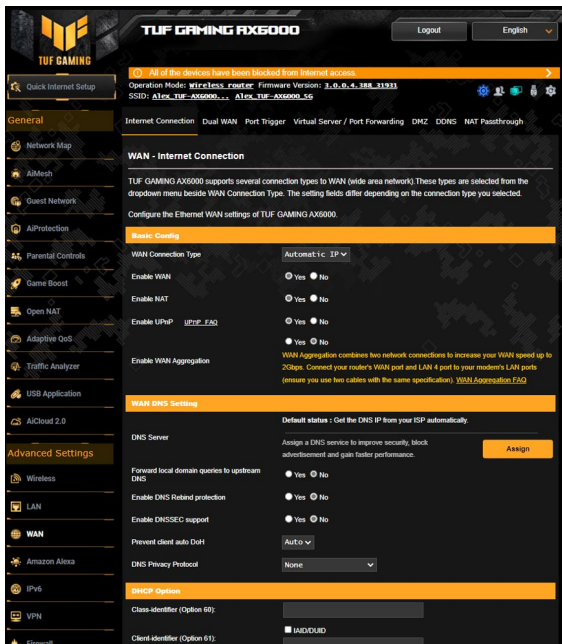 TUF GAMING
TUF GAMING AX6000
Logout
English
All of the devices have been blocked from Internet access.
Quick Internet Setup
Operation Mode: Wireless router Firmware Version: 3.0.0.4.388_31931
SSID: Alex_TUF-AX6000... Alex_TUF-AX6000_5G
General
Network Map
AiMesh
Guest Network
AiProtection
Parental Controls
Game Boost
Open NAT
Adaptive QoS
Traffic Analyzer
USB Application
AiCloud 2.0
Advanced Settings
Wireless
LAN
WAN
Amazon Alexa
IPv6
VPN
Firewall
Internet Connection Dual WAN Port Trigger Virtual Server / Port Forwarding DMZ DDNS NAT Passthrough
WAN - Internet Connection
TUF GAMING AX6000 supports several connection types to WAN (wide area network).These types are selected from the
dropdown menu beside WAN Connection Type. The setting fields differ depending on the connection type you selected.
Configure the Ethernet WAN settings of TUF GAMING AX6000.
Basic Config
WAN Connection Type Automatic IP
Enable WAN Yes No
Enable NAT Yes No
Enable UPnP UPnP FAQ Yes No
Enable WAN Aggregation Yes No
WAN Aggregation combines two network connections to increase your WAN speed up to
2Gbps. Connect your router's WAN port and LAN 4 port to your modem's LAN ports
(ensure you use two cables with the same specification). WAN Aggregation FAQ
WAN DNS Setting
DNS Server
Default status : Get the DNS IP from your ISP automatically.
Assign a DNS service to improve security, block
advertisement and gain faster performance.
Assign
Forward local domain queries to upstream
DNS Yes No
Enable DNS Rebind protection Yes No
Enable DNSSEC support Yes No
Prevent client auto DoH Auto
DNS Privacy Protocol None
DHCP Option
Class-identifier (Option 60):
Client-identifier (Option 61): IAID/DUID